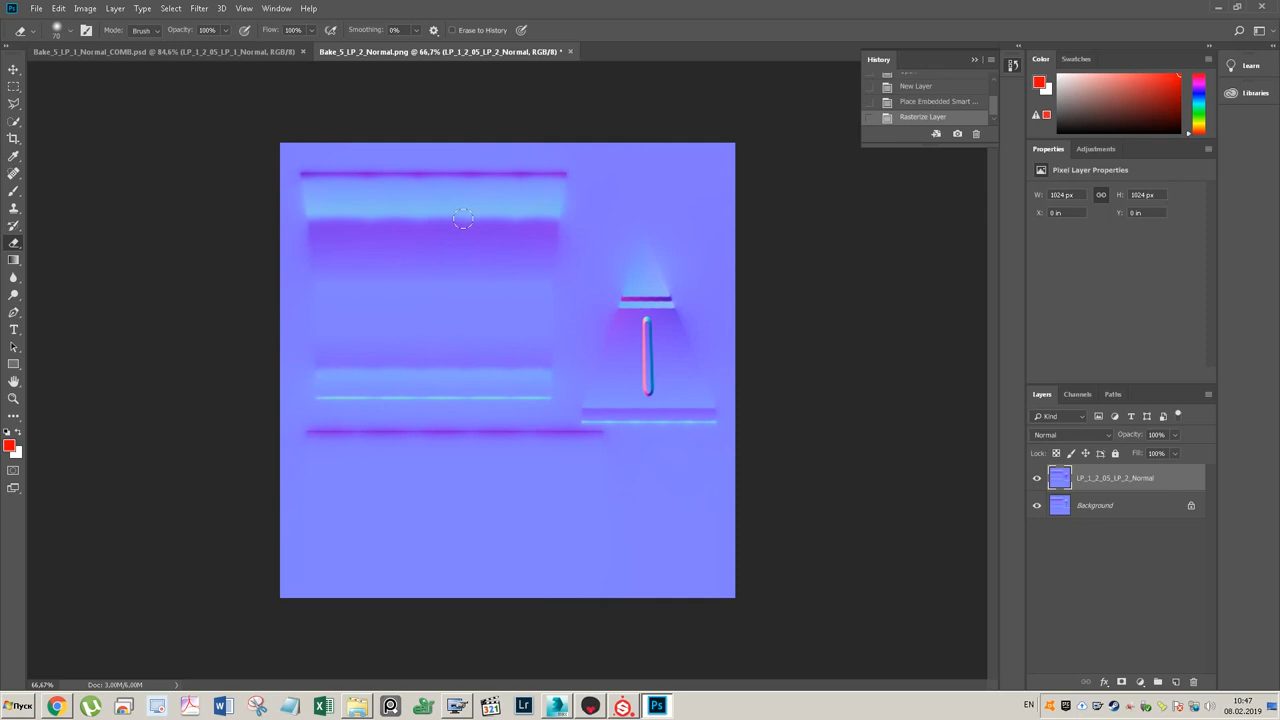 File Edit Image Layer Type Select Filter 3D View Window Help
70 Mode: Brush Opacity: 100% Flow: 100% Smoothing: 0% Erase to History
Bake_5_LP_1_Normal_COMB.psd @ 84,6% (LP_1_2_05_LP_1_Normal, RGB/8) × Bake_5_LP_2_Normal.png @ 66,7% (LP_1_2_05_LP_2_Normal, RGB/8) * ×
History
New Layer
Place Embedded Smart ...
Rasterize Layer
Color Swatches
Learn
Libraries
Properties Adjustments
Pixel Layer Properties
W: 1024 px H: 1024 px
X: 0 in Y: 0 in
Layers Channels Paths
Kind
Normal Opacity: 100%
Lock: Fill: 100%
LP_1_2_05_LP_2_Normal
Background
66,67% Doc: 3,00M/6,00M
Пуск
EN
10:47
08.02.2019